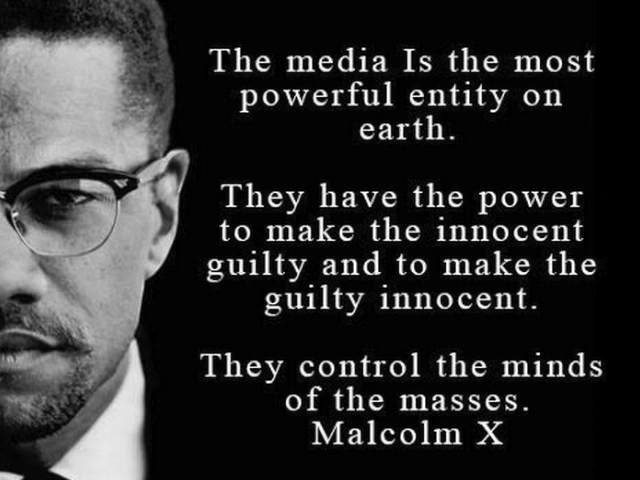 The media Is the most
powerful entity on
earth.
They have the power
to make the innocent
guilty and to make the
guilty innocent.
They control the minds
of the masses.
Malcolm X